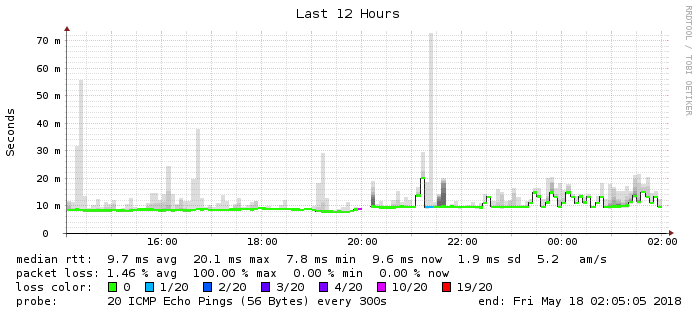 Last 12 Hours
RRDTOOL / TOBI OETIKER
Seconds
70 m
60 m
50 m
40 m
30 m
20 m
10 m
0
16:00 18:00 20:00 22:00 00:00 02:00
median rtt: 9.7 ms avg 20.1 ms max 7.8 ms min 9.6 ms now 1.9 ms sd 5.2 am/s
packet loss: 1.46 % avg 100.00 % max 0.00 % min 0.00 % now
loss color: 0 1/20 2/20 3/20 4/20 10/20 19/20
probe: 20 ICMP Echo Pings (56 Bytes) every 300s end: Fri May 18 02:05:05 2018